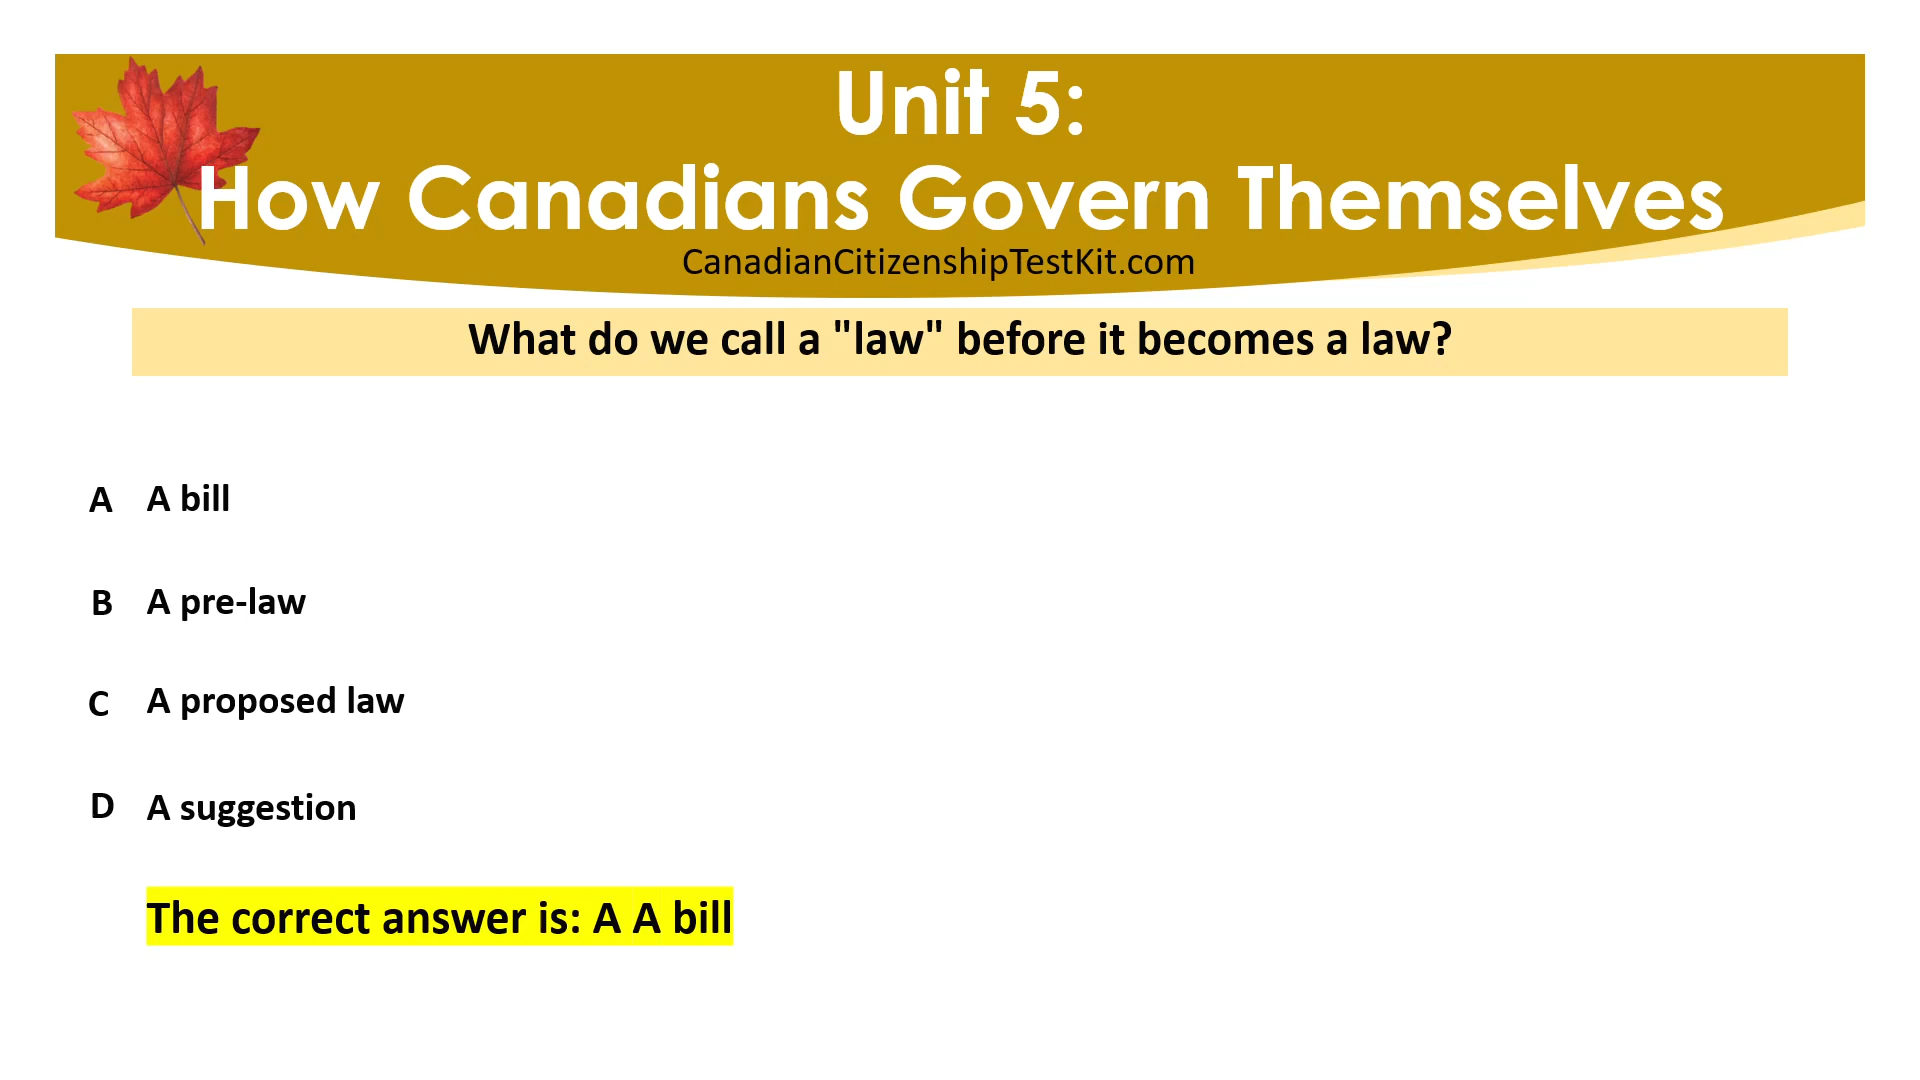 Unit 5:
How Canadians Govern Themselves
CanadianCitizenshipTestKit.com
What do we call a "law" before it becomes a law?
A A bill
B A pre-law
C A proposed law
D A suggestion
The correct answer is: A A bill